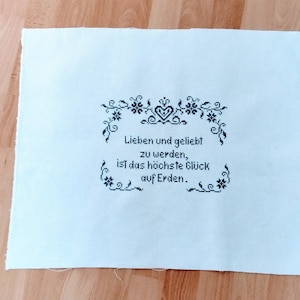 Lieben und geliebt
zu werden,
ist das höchste Glück
auf Erden.